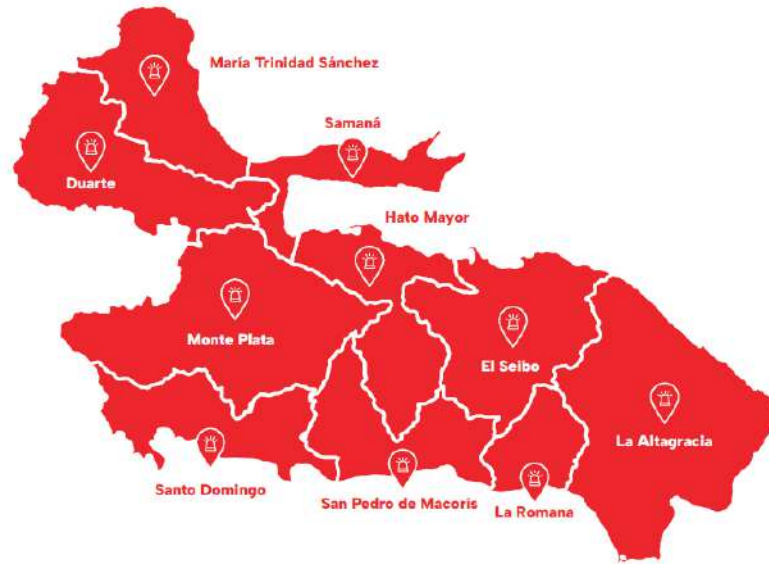 María Trinidad Sánchez
Samaná
Duarte
Hato Mayor
Monte Plata
El Seibo
La Altagracia
Santo Domingo
San Pedro de Macorís
La Romana